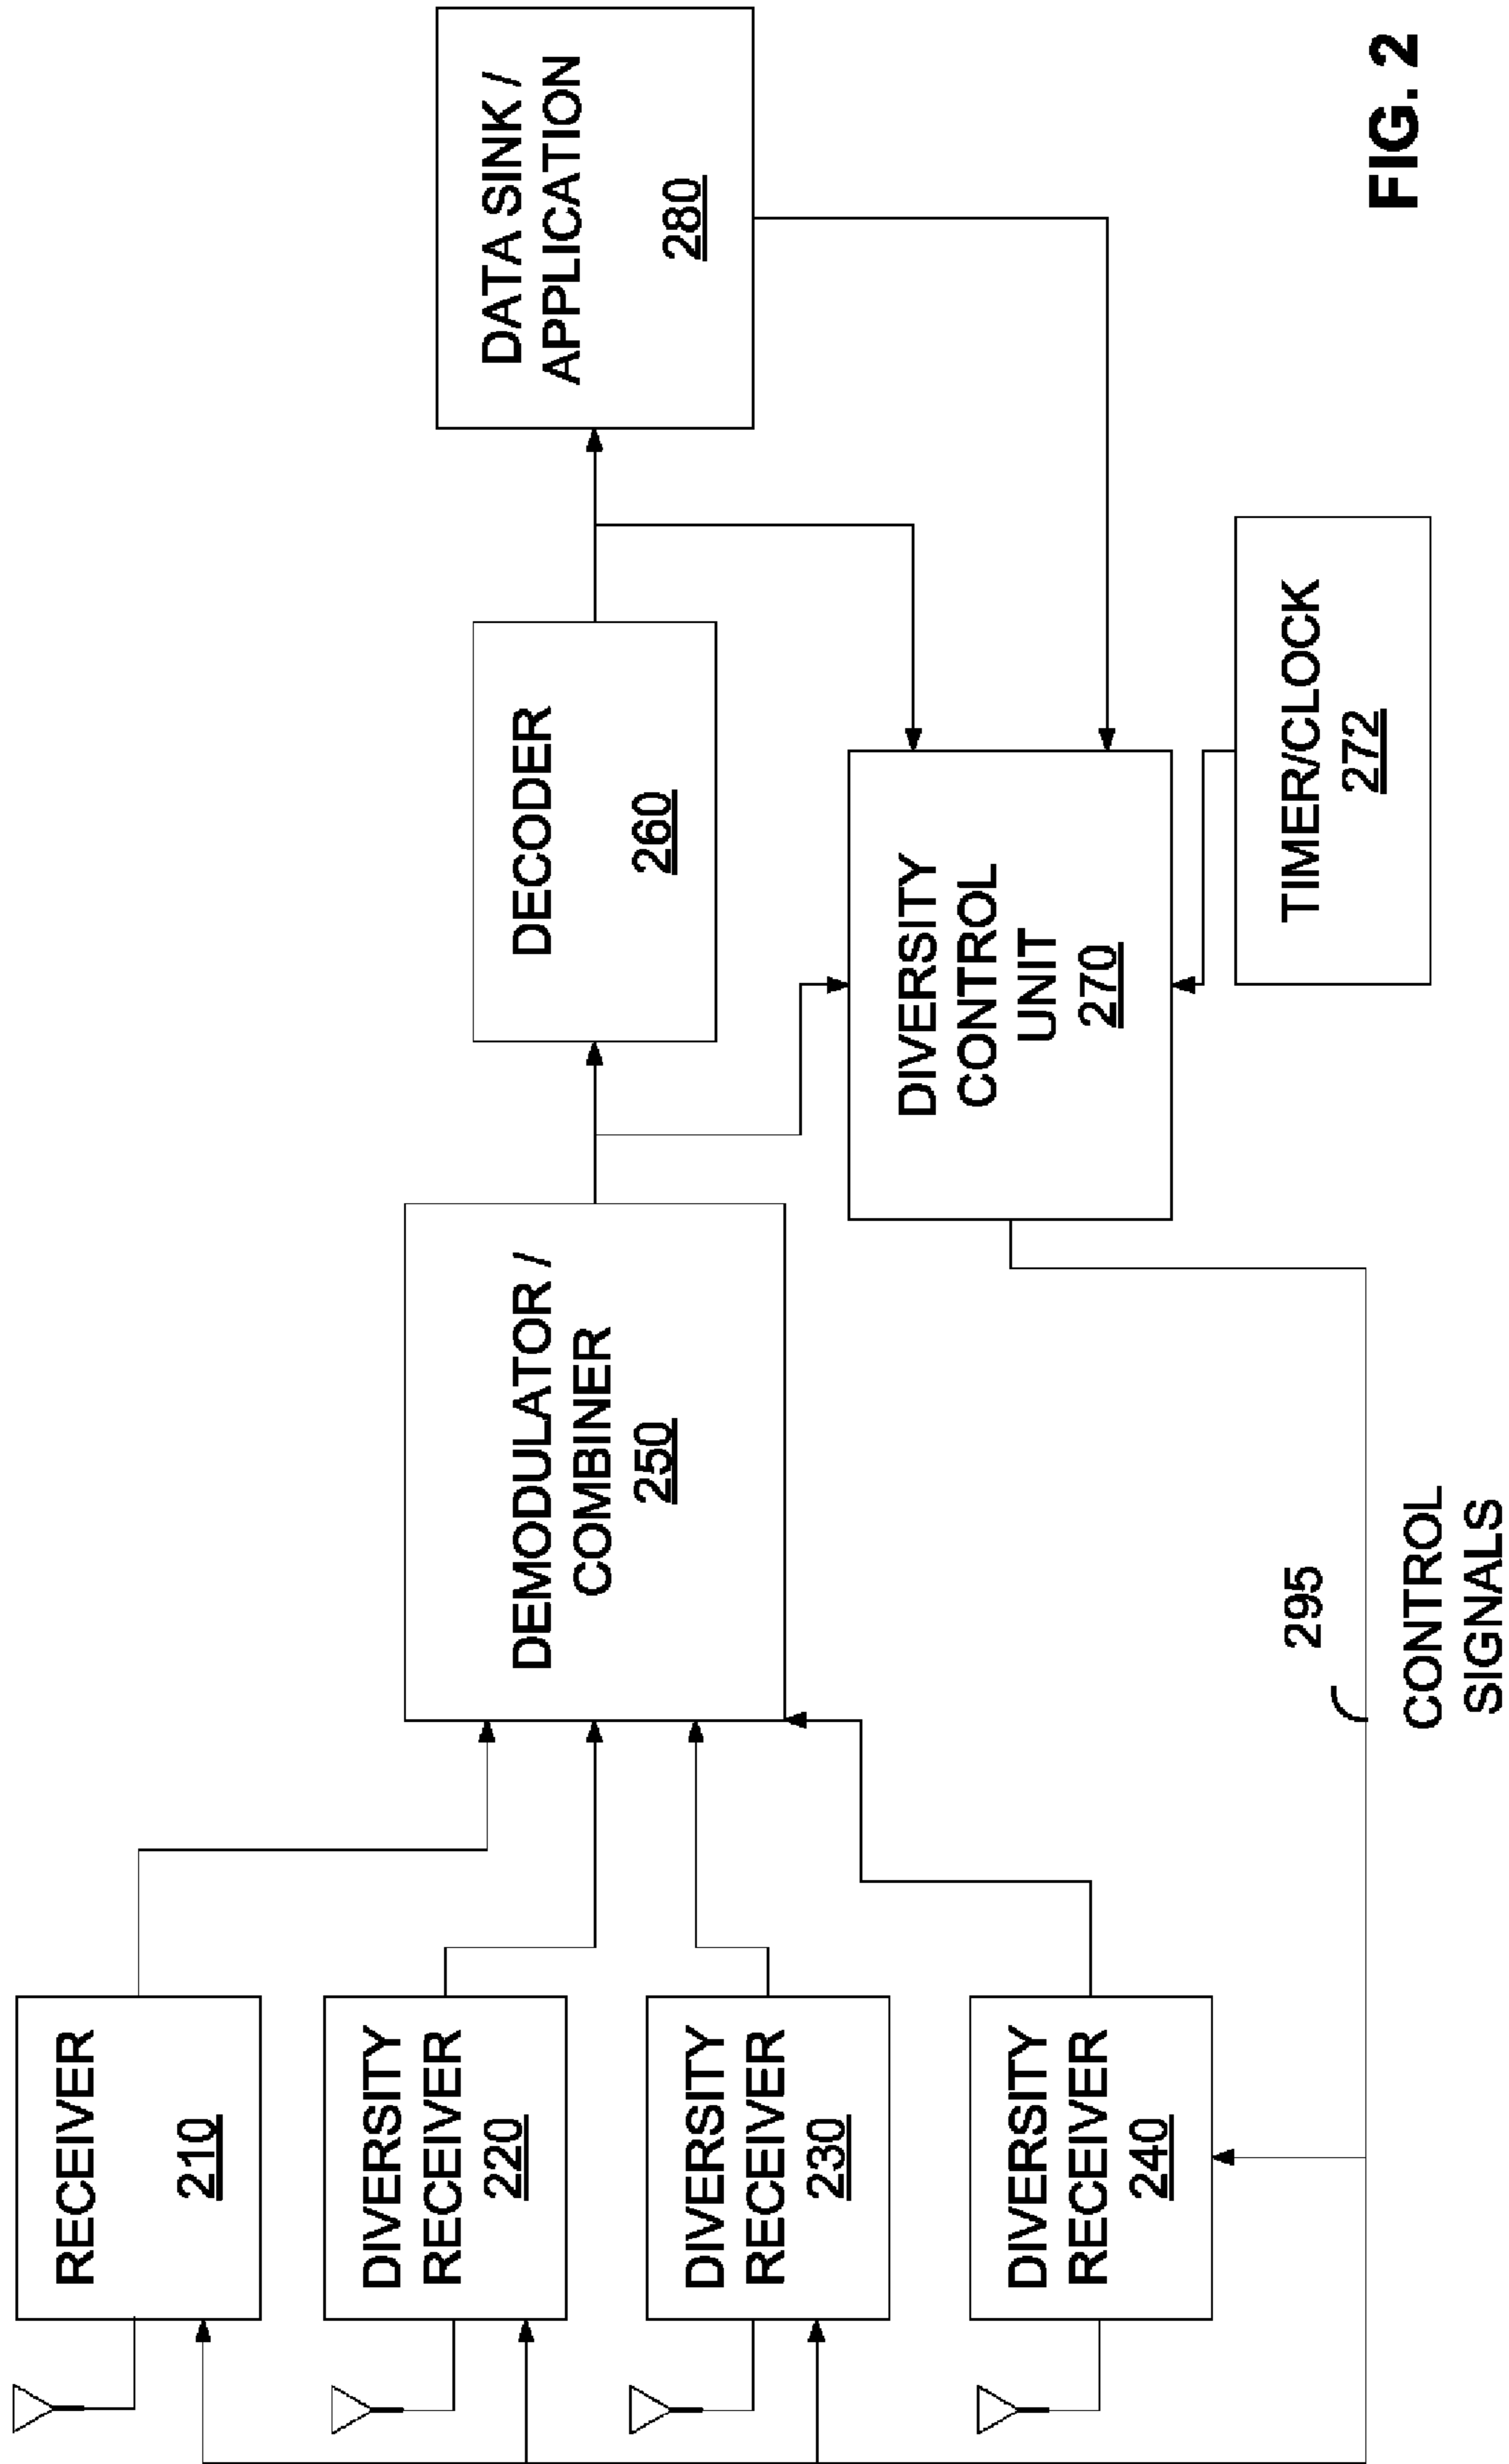 RECEIVER
210
DIVERSITY
RECEIVER
220
DIVERSITY
RECEIVER
230
DIVERSITY
RECEIVER
240
DEMODULATOR /
COMBINER
250
DECODER
260
DATA SINK /
APPLICATION
280
DIVERSITY
CONTROL
UNIT
270
TIMER/CLOCK
272
295
CONTROL
SIGNALS
FIG. 2